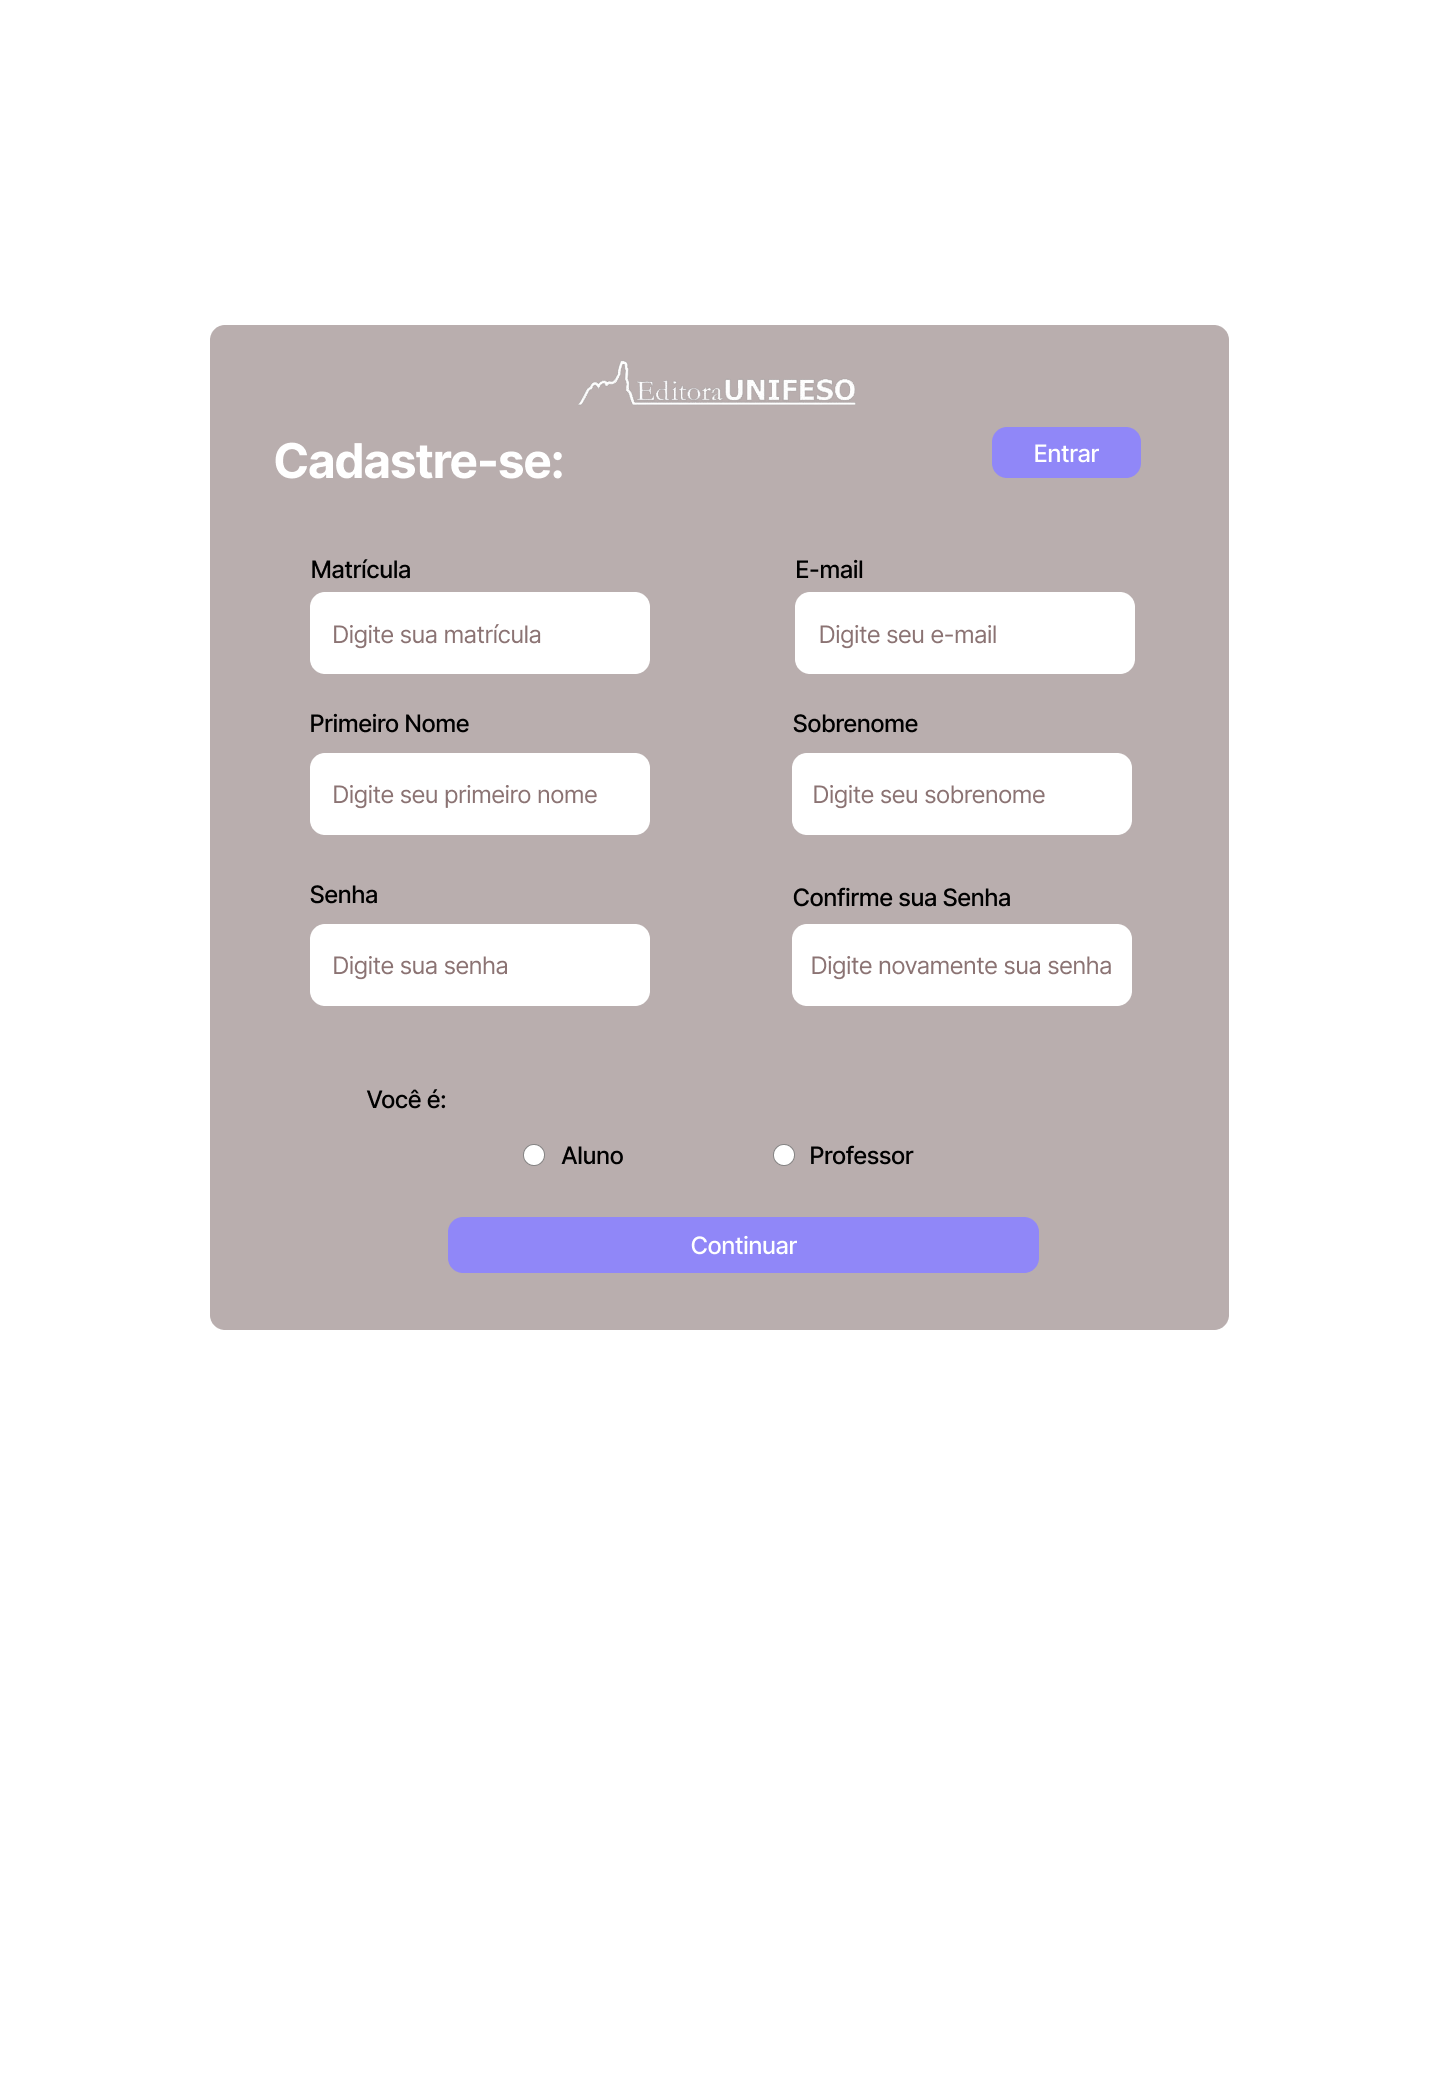 EditoraUNIFESO
Cadastre-se:
Entrar
Matrícula
E-mail
Digite sua matrícula
Digite seu e-mail
Primeiro Nome
Sobrenome
Digite seu primeiro nome
Digite seu sobrenome
Senha
Confirme sua Senha
Digite sua senha
Digite novamente sua senha
Você é:
Aluno
Professor
Continuar